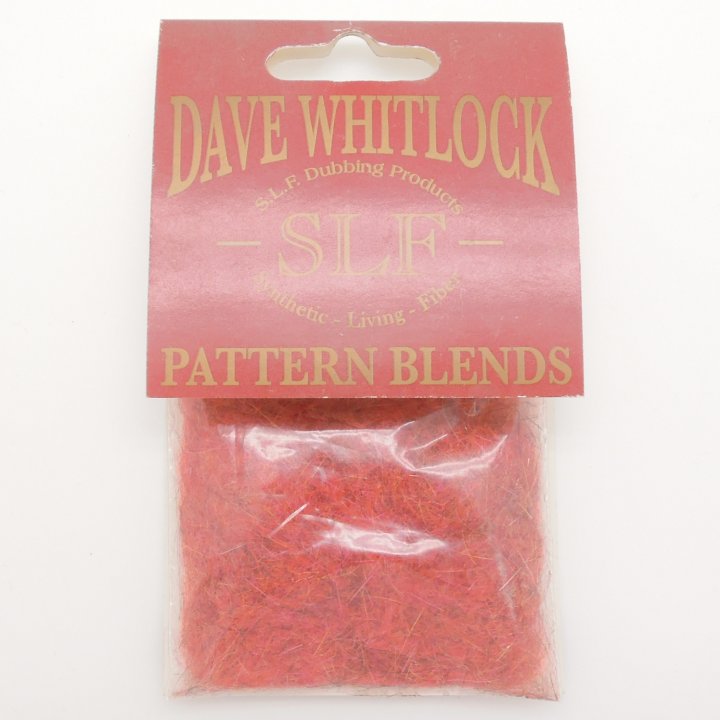 DAVE WHITLOCK
S.L.F. Dubbing Products
- SLF -
Synthetic - Living - Fiber
PATTERN BLENDS